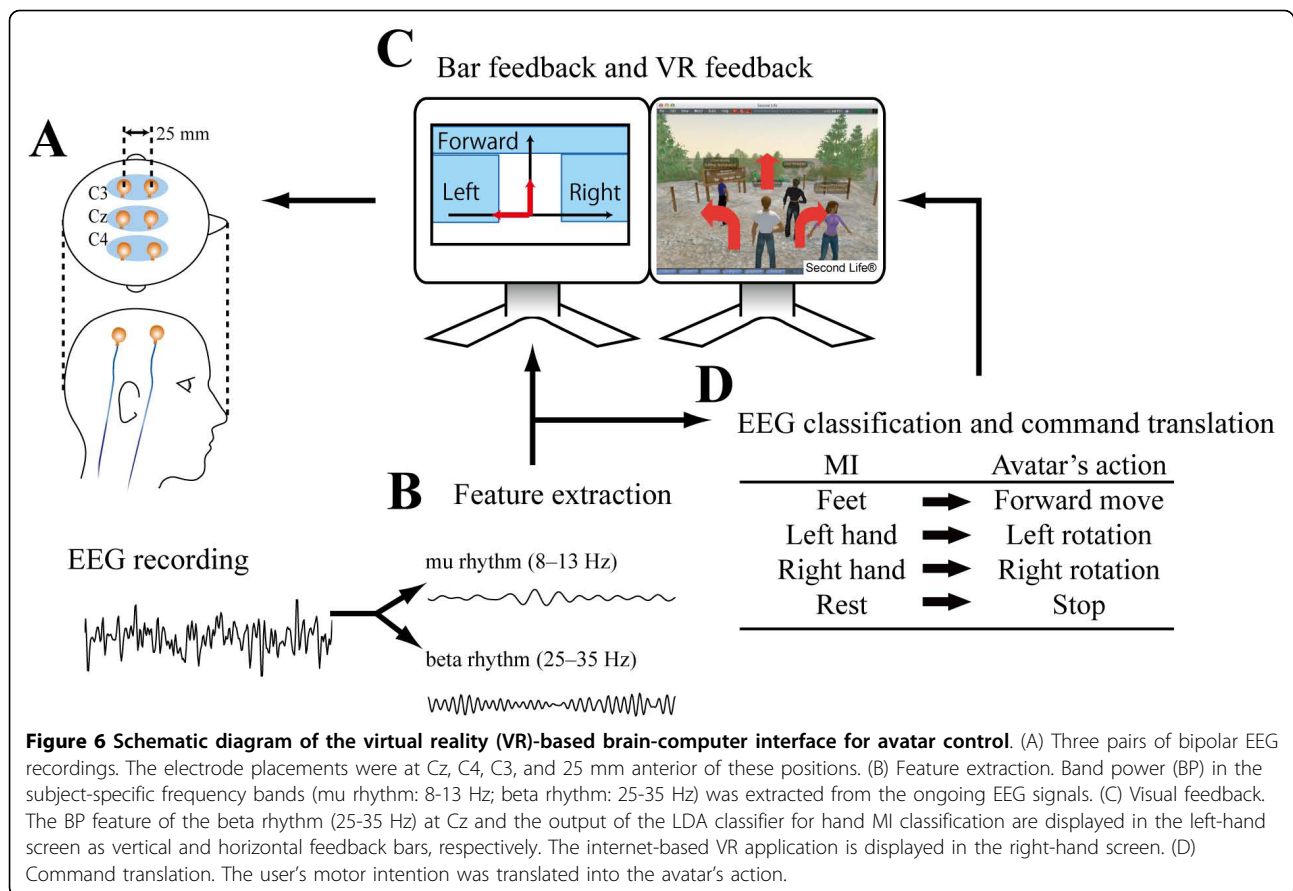 C
Bar feedback and VR feedback
A
25 mm
C3
Cz
C4
Forward
Left
Right
Second Life
Second Life®
D
EEG classification and command translation
MI Avatar's action
Feet Forward move
Left hand Left rotation
Right hand Right rotation
Rest Stop
B
Feature extraction
EEG recording
mu rhythm (8–13 Hz)
beta rhythm (25–35 Hz)
Figure 6 Schematic diagram of the virtual reality (VR)-based brain-computer interface for avatar control. (A) Three pairs of bipolar EEG
recordings. The electrode placements were at Cz, C4, C3, and 25 mm anterior of these positions. (B) Feature extraction. Band power (BP) in the
subject-specific frequency bands (mu rhythm: 8-13 Hz; beta rhythm: 25-35 Hz) was extracted from the ongoing EEG signals. (C) Visual feedback.
The BP feature of the beta rhythm (25-35 Hz) at Cz and the output of the LDA classifier for hand MI classification are displayed in the left-hand
screen as vertical and horizontal feedback bars, respectively. The internet-based VR application is displayed in the right-hand screen. (D)
Command translation. The user's motor intention was translated into the avatar's action.